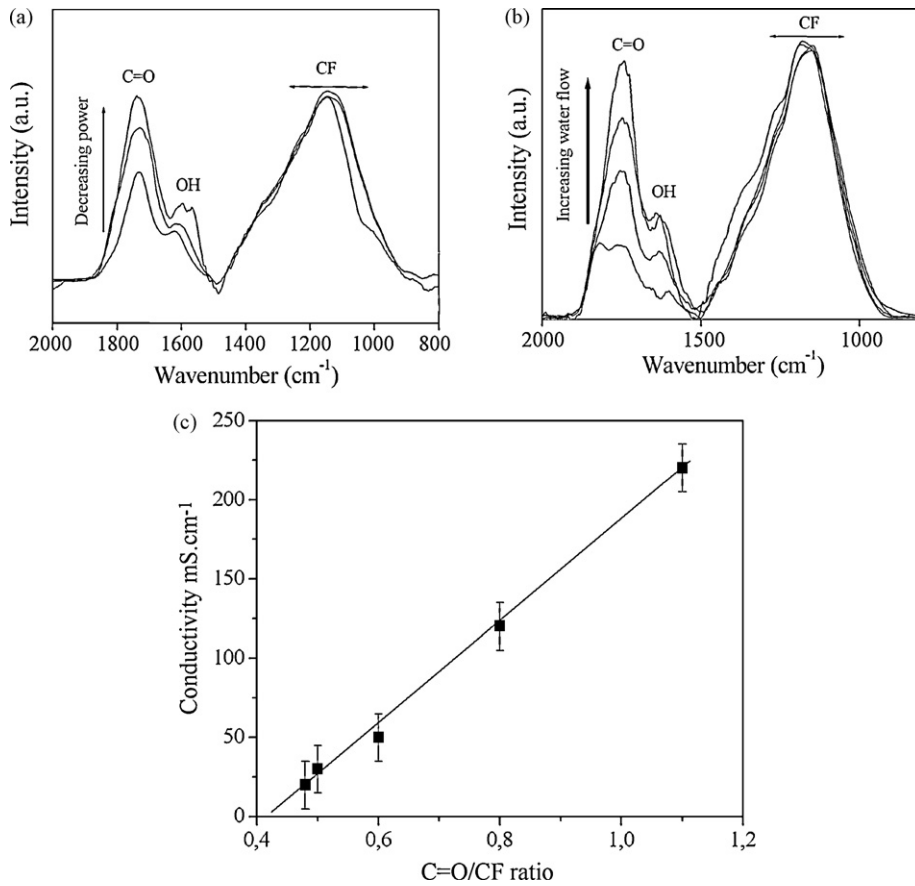 (a)
C=O
CF
OH
Decreasing power
Intensity (a.u.)
2000 1800 1600 1400 1200 1000 800
Wavenumber (cm⁻¹)
(b)
C=O
CF
OH
Increasing water flow
Intensity (a.u.)
2000 1500 1000
Wavenumber (cm⁻¹)
(c)
250
200
150
100
50
0
Conductivity mS.cm⁻¹
0,4 0,6 0,8 1,0 1,2
C=O/CF ratio